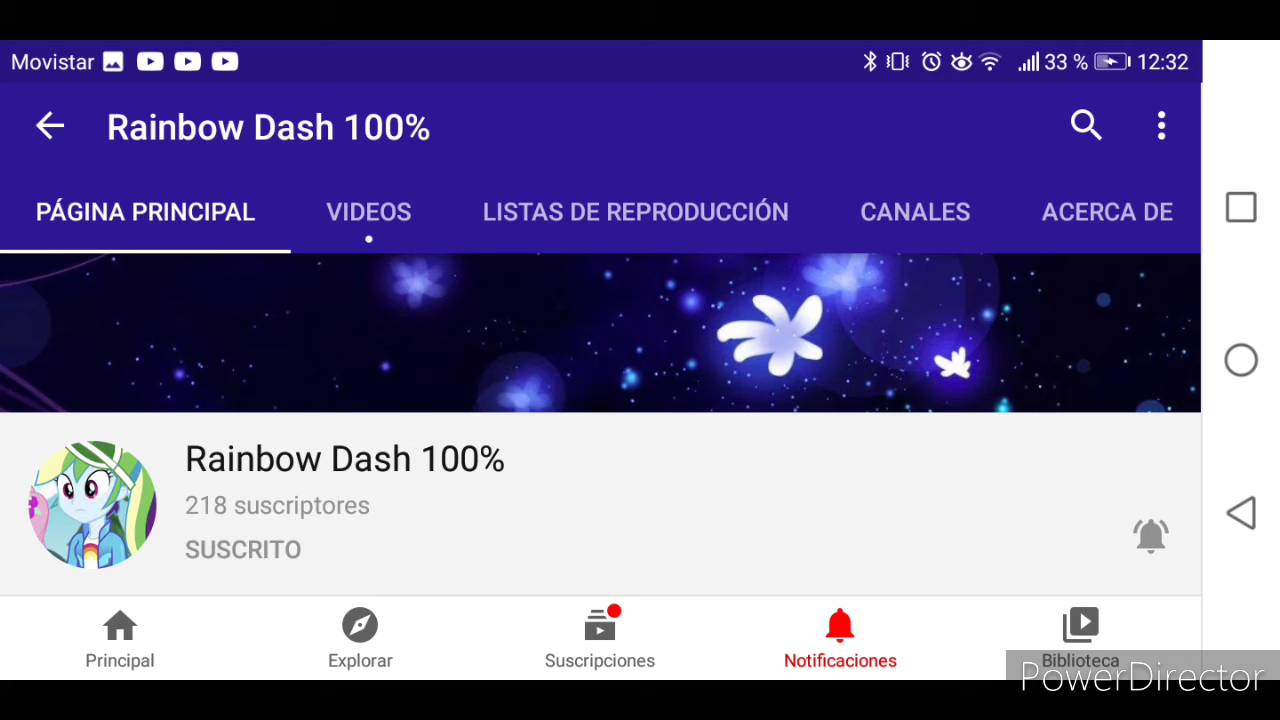 Movistar 33 % 12:32
Rainbow Dash 100%
PÁGINA PRINCIPAL VIDEOS LISTAS DE REPRODUCCIÓN CANALES ACERCA DE
Rainbow Dash 100%
218 suscriptores
SUSCRITO
Principal Explorar Suscripciones Notificaciones Biblioteca
PowerDirector